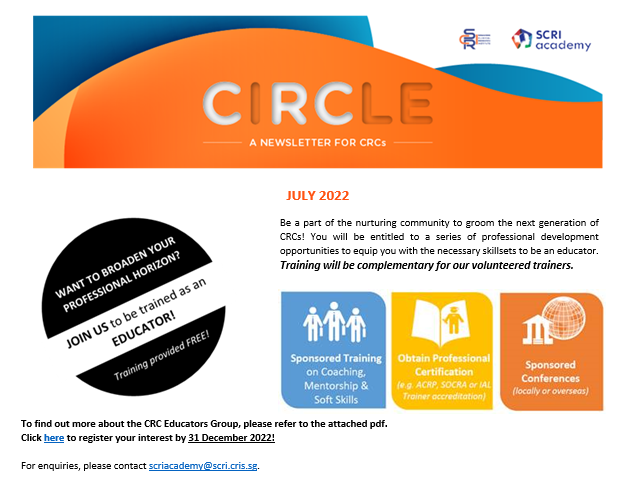 SCRI
SCRI
academy
CIRCLE
A NEWSLETTER FOR CRCs
JULY 2022
WANT TO BROADEN YOUR
PROFESSIONAL HORIZON?
JOIN US to be trained as an
EDUCATOR!
Training provided FREE!
Be a part of the nurturing community to groom the next generation of
CRCs! You will be entitled to a series of professional development
opportunities to equip you with the necessary skillsets to be an educator.
Training will be complementary for our volunteered trainers.
Sponsored Training
on Coaching,
Mentorship &
Soft Skills
Obtain Professional
Certification
(e.g. ACRP, SOCRA or IAL
Trainer accreditation)
Sponsored
Conferences
(locally or overseas)
To find out more about the CRC Educators Group, please refer to the attached pdf.
Click here to register your interest by 31 December 2022!
For enquiries, please contact scriacademy@scri.cris.sg.